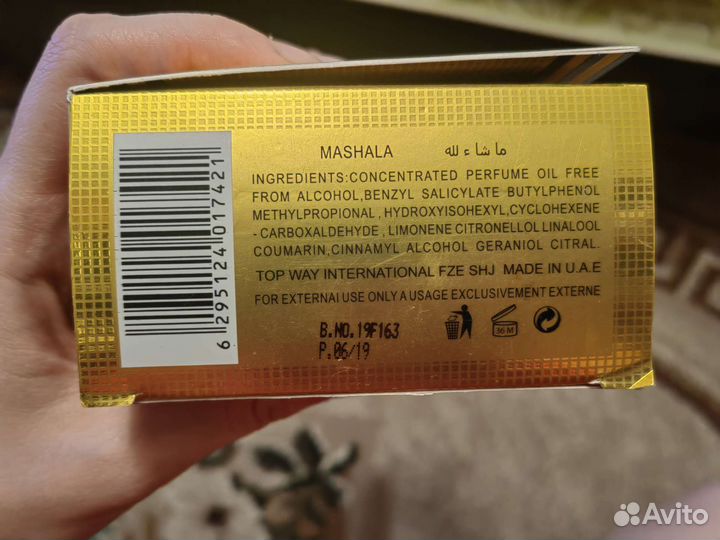 MASHALA ما شاء لله
INGREDIENTS:CONCENTRATED PERFUME OIL FREE
FROM ALCOHOL,BENZYL SALICYLATE BUTYLPHENOL
METHYLPROPIONAL, HYDROXYISOHEXYL,CYCLOHEXENE
-CARBOXALDEHYDE, LIMONENE CITRONELLOL LINALOOL
COUMARIN,CINNAMYL ALCOHOL GERANIOL CITRAL.
TOP WAY INTERNATIONAL FZE SHJ MADE IN U.A.E
FOR EXTERNAL USE ONLY A USAGE EXCLUSIVEMENT EXTERNE
B.NO.19F163
P.06/19
36 M
6 295124 017421
Avito